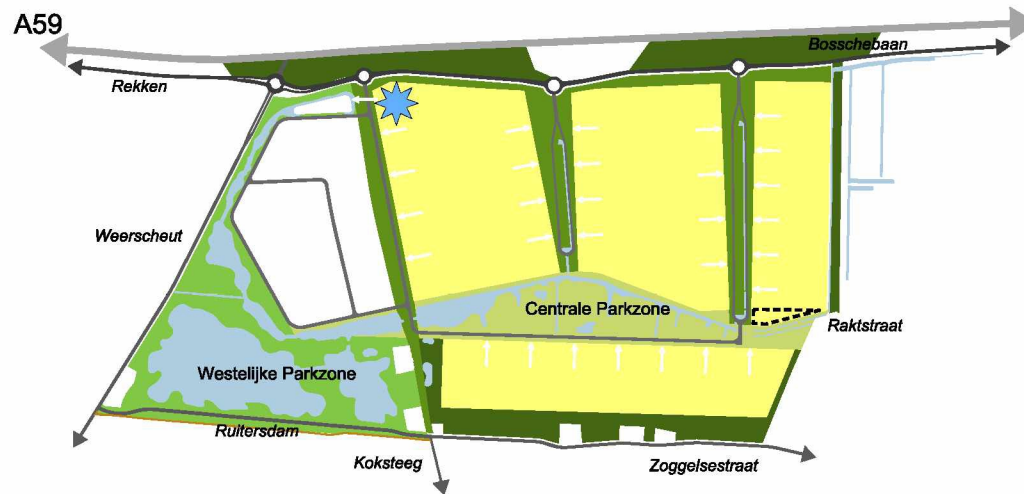 A59
Bosschebaan
Rekken
Weerscheut
Centrale Parkzone
Raktstraat
Westelijke Parkzone
Ruitersdam
Koksteeg
Zoggelsestraat